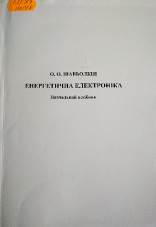 О. О. ШАВЬОЛКІН
ЕНЕРГЕТИЧНА ЕЛЕКТРОНІКА
Навчальний посібник